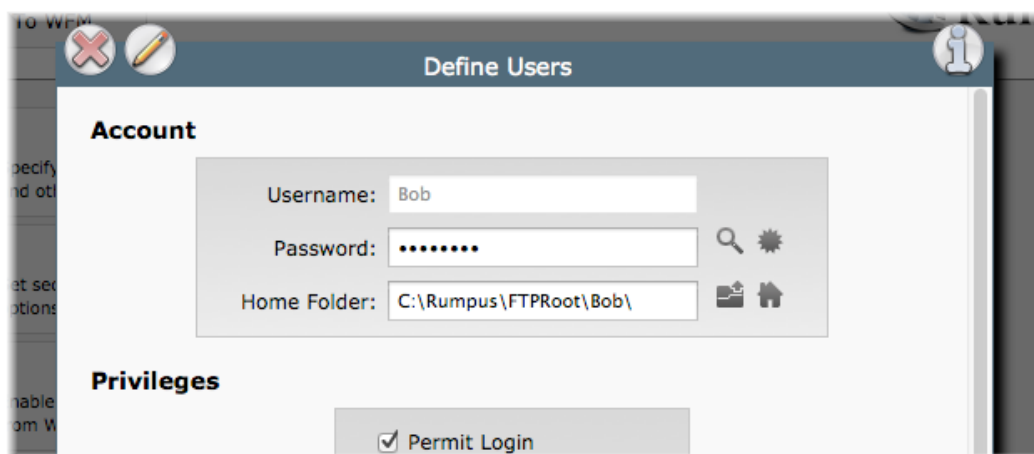 To WFM
Define Users
Account
Username: Bob
Password: ••••••••
Home Folder: C:\Rumpus\FTPRoot\Bob\
Privileges
Permit Login